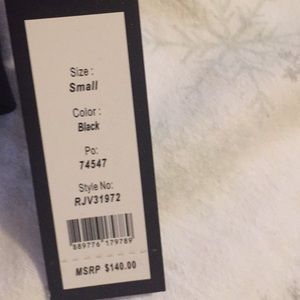 Size :
Small
Color :
Black
Po:
74547
Style No:
RJV31972
889776 179789
MSRP $140.00